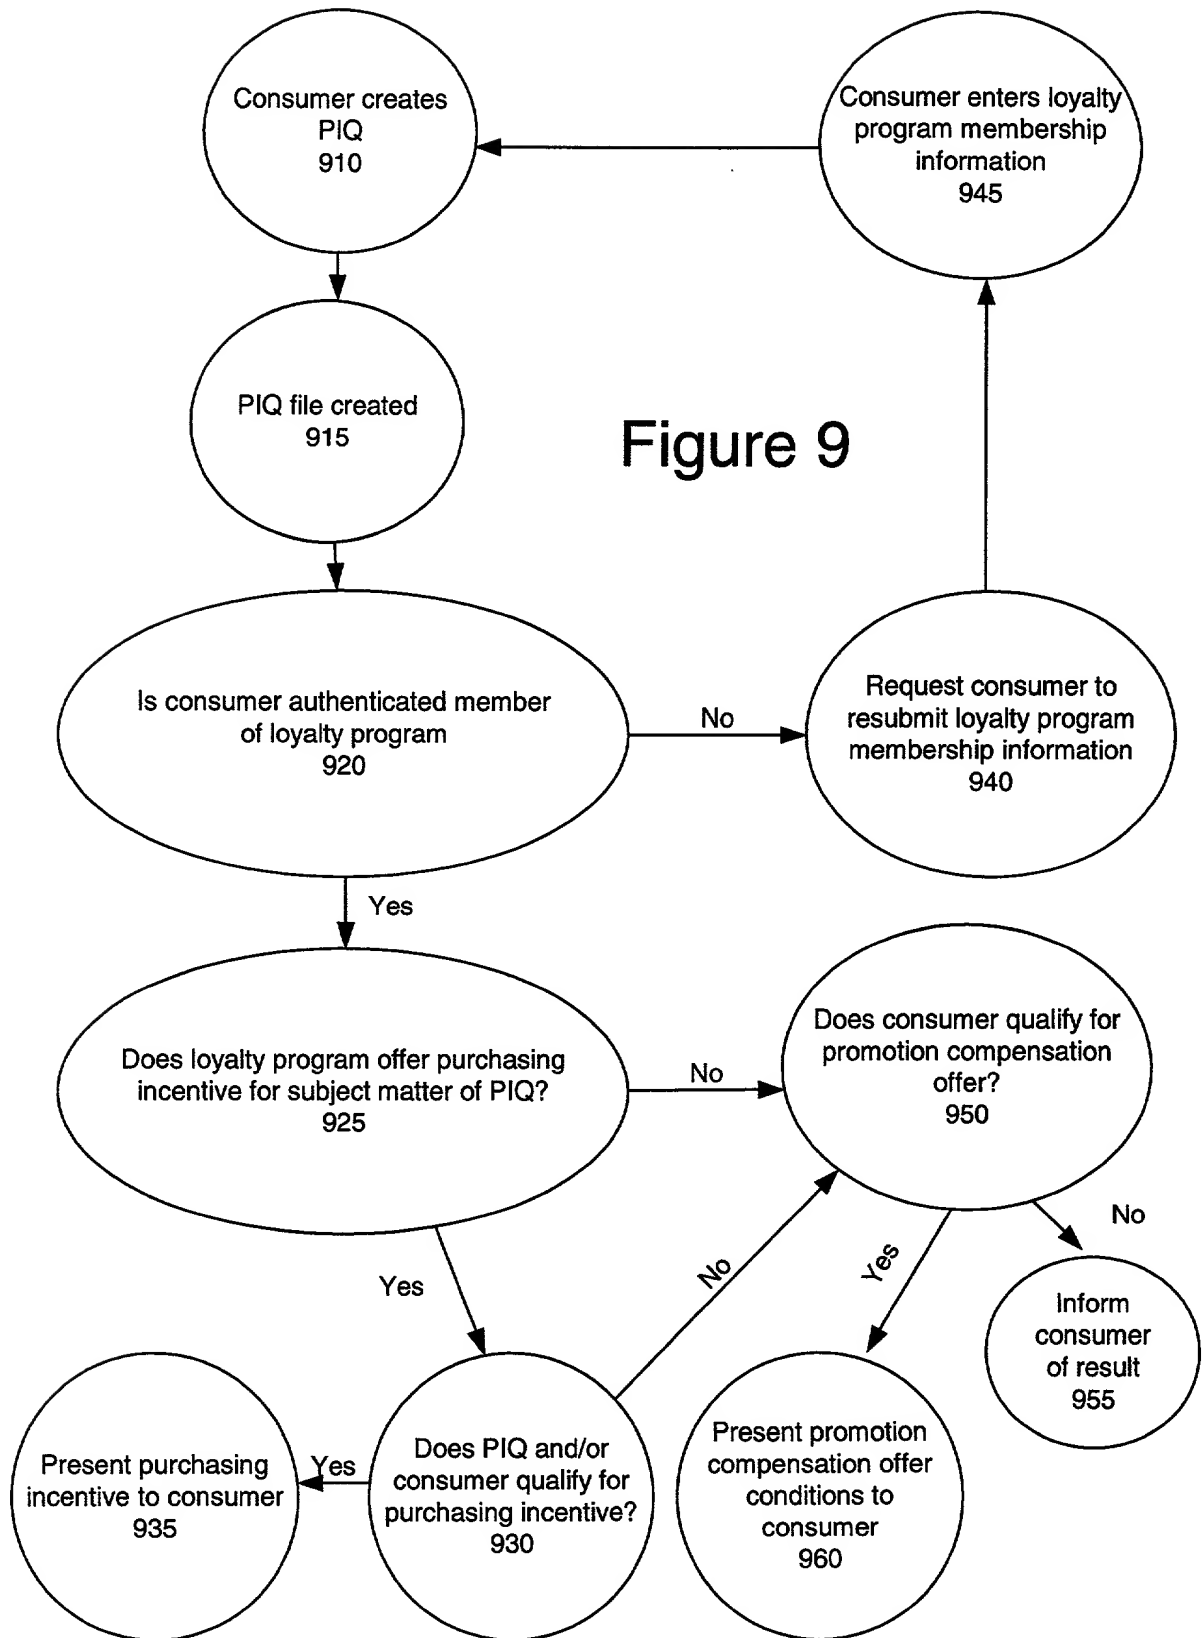 Consumer creates
PIQ
910
Consumer enters loyalty
program membership
information
945
PIQ file created
915
Figure 9
Is consumer authenticated member
of loyalty program
920
No
Request consumer to
resubmit loyalty program
membership information
940
Yes
Does loyalty program offer purchasing
incentive for subject matter of PIQ?
925
No
Does consumer qualify for
promotion compensation
offer?
950
Yes
No
Yes
No
Inform
consumer
of result
955
Present purchasing
incentive to consumer
935
Yes
Does PIQ and/or
consumer qualify for
purchasing incentive?
930
Present promotion
compensation offer
conditions to
consumer
960